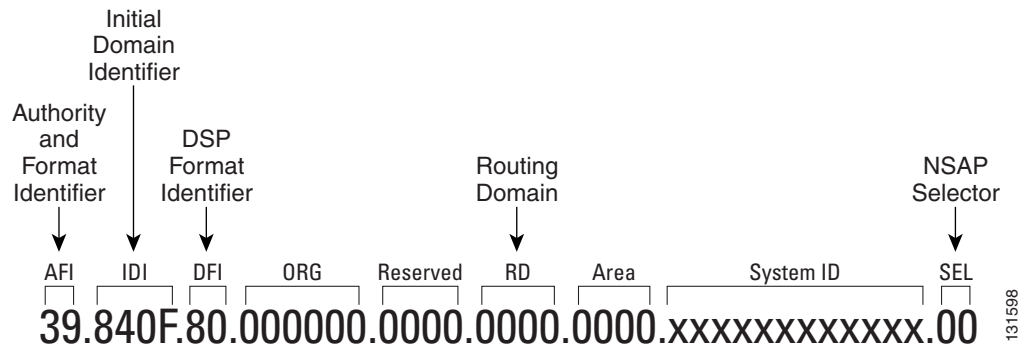 Initial
Domain
Identifier
Authority
and
Format
Identifier
DSP
Format
Identifier
Routing
Domain
NSAP
Selector
AFI IDI DFI ORG Reserved RD Area System ID SEL
39.840F.80.000000.0000.0000.0000.xxxxxxxxxxxx.00
131598